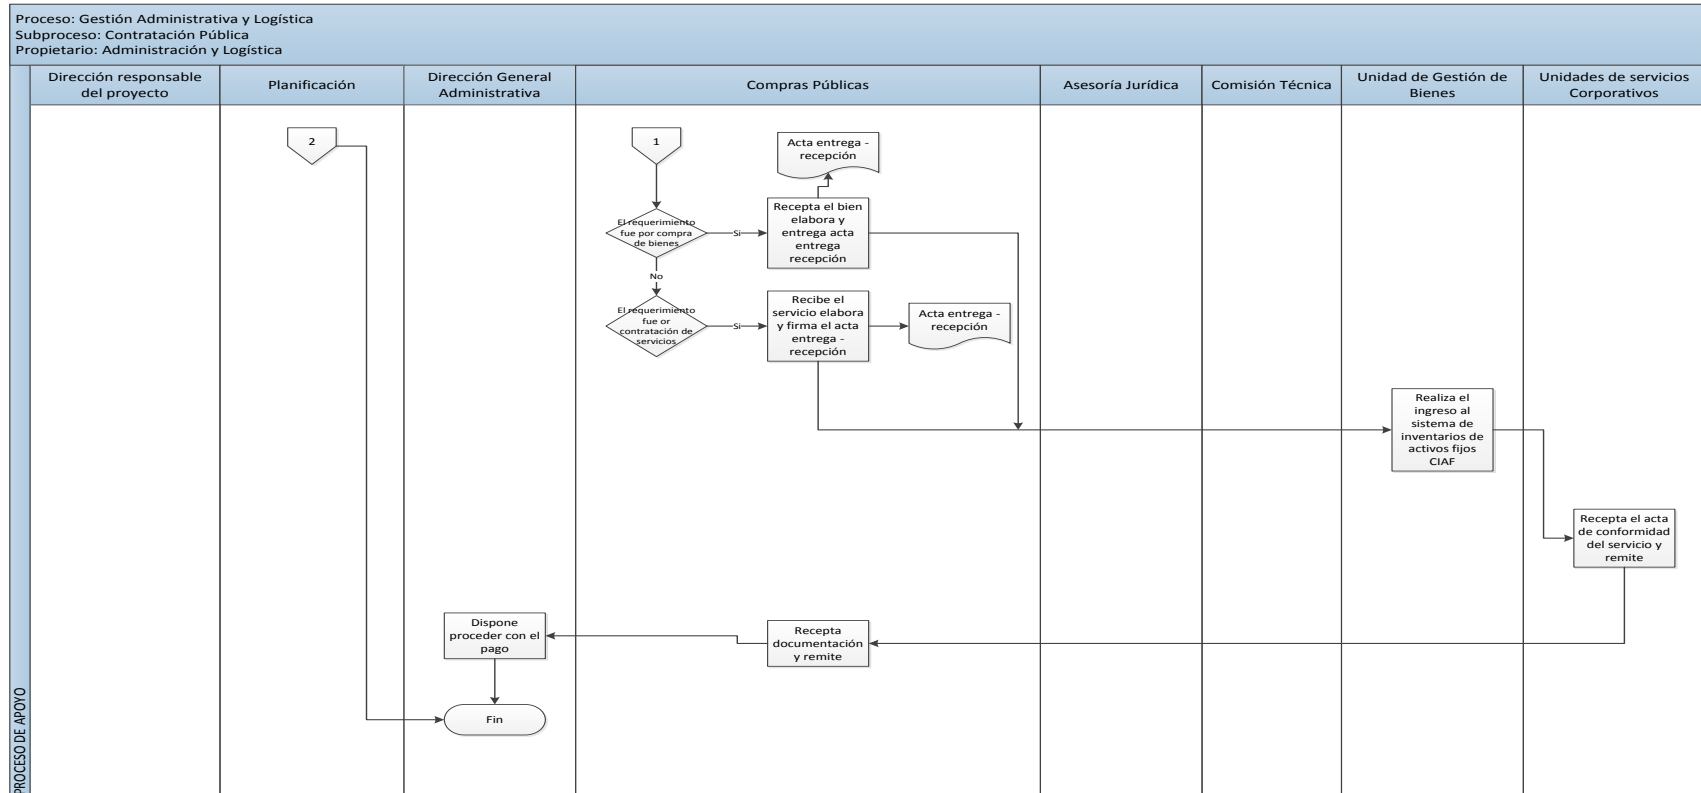 Proceso: Gestión Administrativa y Logística
Subproceso: Contratación Pública
Propietario: Administración y Logística
Dirección responsable
del proyecto
Planificación
Dirección General
Administrativa
Compras Públicas
Asesoría Jurídica
Comisión Técnica
Unidad de Gestión de
Bienes
Unidades de servicios
Corporativos
2
1
Acta entrega -
recepción
El requerimiento
fue por compra
de bienes
Si
Recepta el bien
elabora y
entrega acta
entrega
recepción
No
El requerimiento
fue or
contratación de
servicios
Si
Recibe el
servicio elabora
y firma el acta
entrega -
recepción
Acta entrega -
recepción
Realiza el
ingreso al
sistema de
inventarios de
activos fijos
CIAF
Recepta el acta
de conformidad
del servicio y
remite
Dispone
proceder con el
pago
Recepta
documentación
y remite
Fin
PROCESO DE APOYO